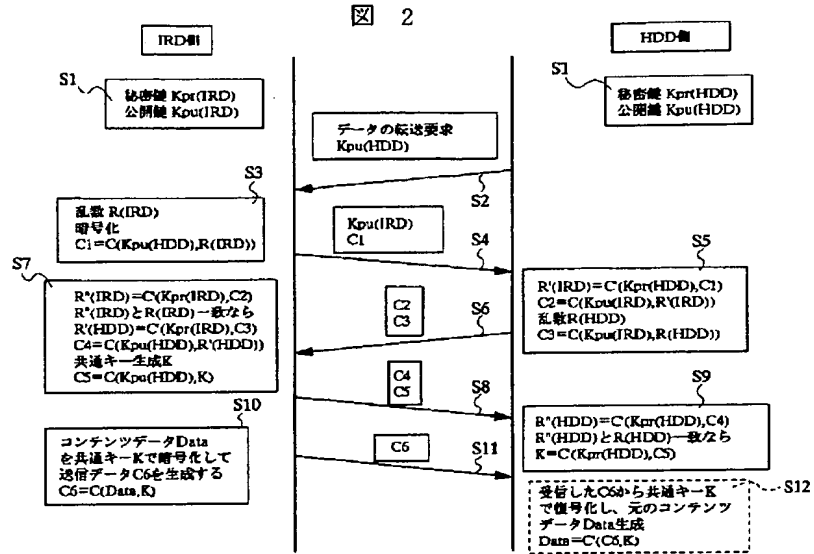 図 2
IRD側
HDD側
S1
秘密鍵 Kpr(IRD)
公開鍵 Kpu(IRD)
S1
秘密鍵 Kpr(HDD)
公開鍵 Kpu(HDD)
データの転送要求
Kpu(HDD)
S2
S3
乱数 R(IRD)
暗号化
C1=C(Kpu(HDD),R(IRD))
Kpu(IRD)
C1
S4
S5
R'(IRD)=C'(Kpr(HDD),C1)
C2=C(Kpu(IRD),R'(IRD))
乱数R(HDD)
C3=C(Kpu(IRD),R(HDD))
C2
C3
S6
S7
R"(IRD)=C'(Kpr(IRD),C2)
R"(IRD)とR(IRD)一致なら
R'(HDD)=C'(Kpr(IRD),C3)
C4=C(Kpu(HDD),R'(HDD))
共通キー生成K
C5=C(Kpu(HDD),K)
C4
C5
S8
S9
R"(HDD)=C'(Kpr(HDD),C4)
R"(HDD)とR(HDD)一致なら
K=C'(Kpr(HDD),C5)
S10
コンテンツデータData
を共通キーKで暗号化して
送信データC6を生成する
C6=C(Data,K)
C6
S11
S12
受信したC6から共通キーK
で復号化し、元のコンテンツ
データData生成
Data=C'(C6,K)